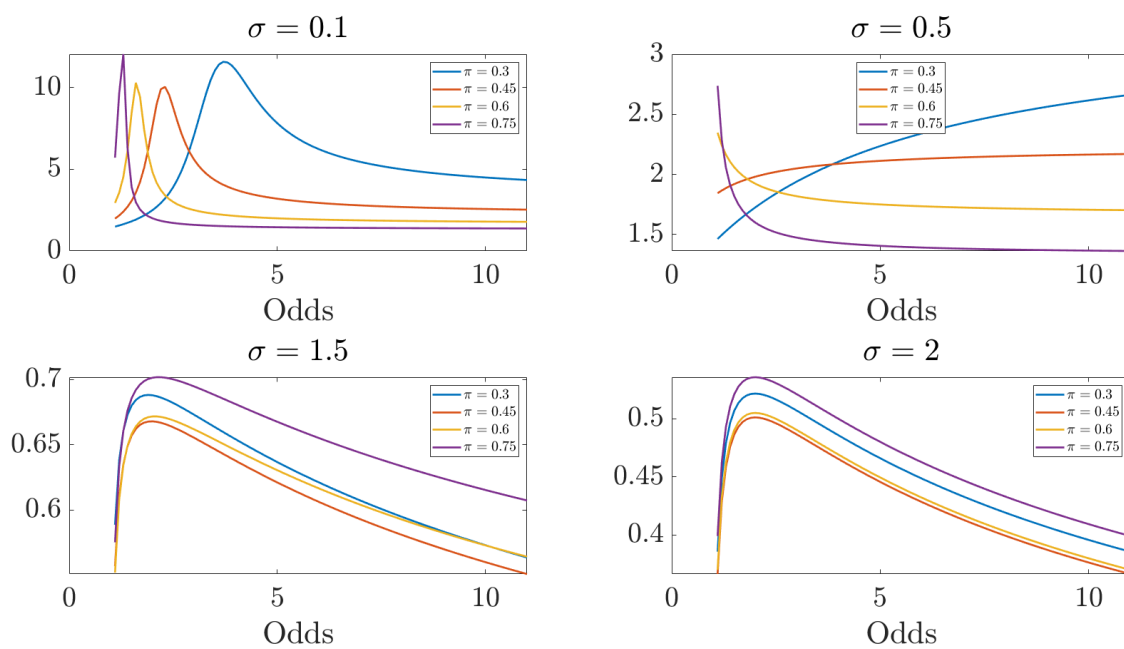 σ = 0.1
10
5
0
0
5
10
Odds
π = 0.3
π = 0.45
π = 0.6
π = 0.75
σ = 0.5
3
2.5
2
1.5
0
5
10
Odds
π = 0.3
π = 0.45
π = 0.6
π = 0.75
σ = 1.5
0.7
0.65
0.6
0
5
10
Odds
π = 0.3
π = 0.45
π = 0.6
π = 0.75
σ = 2
0.5
0.45
0.4
0
5
10
Odds
π = 0.3
π = 0.45
π = 0.6
π = 0.75